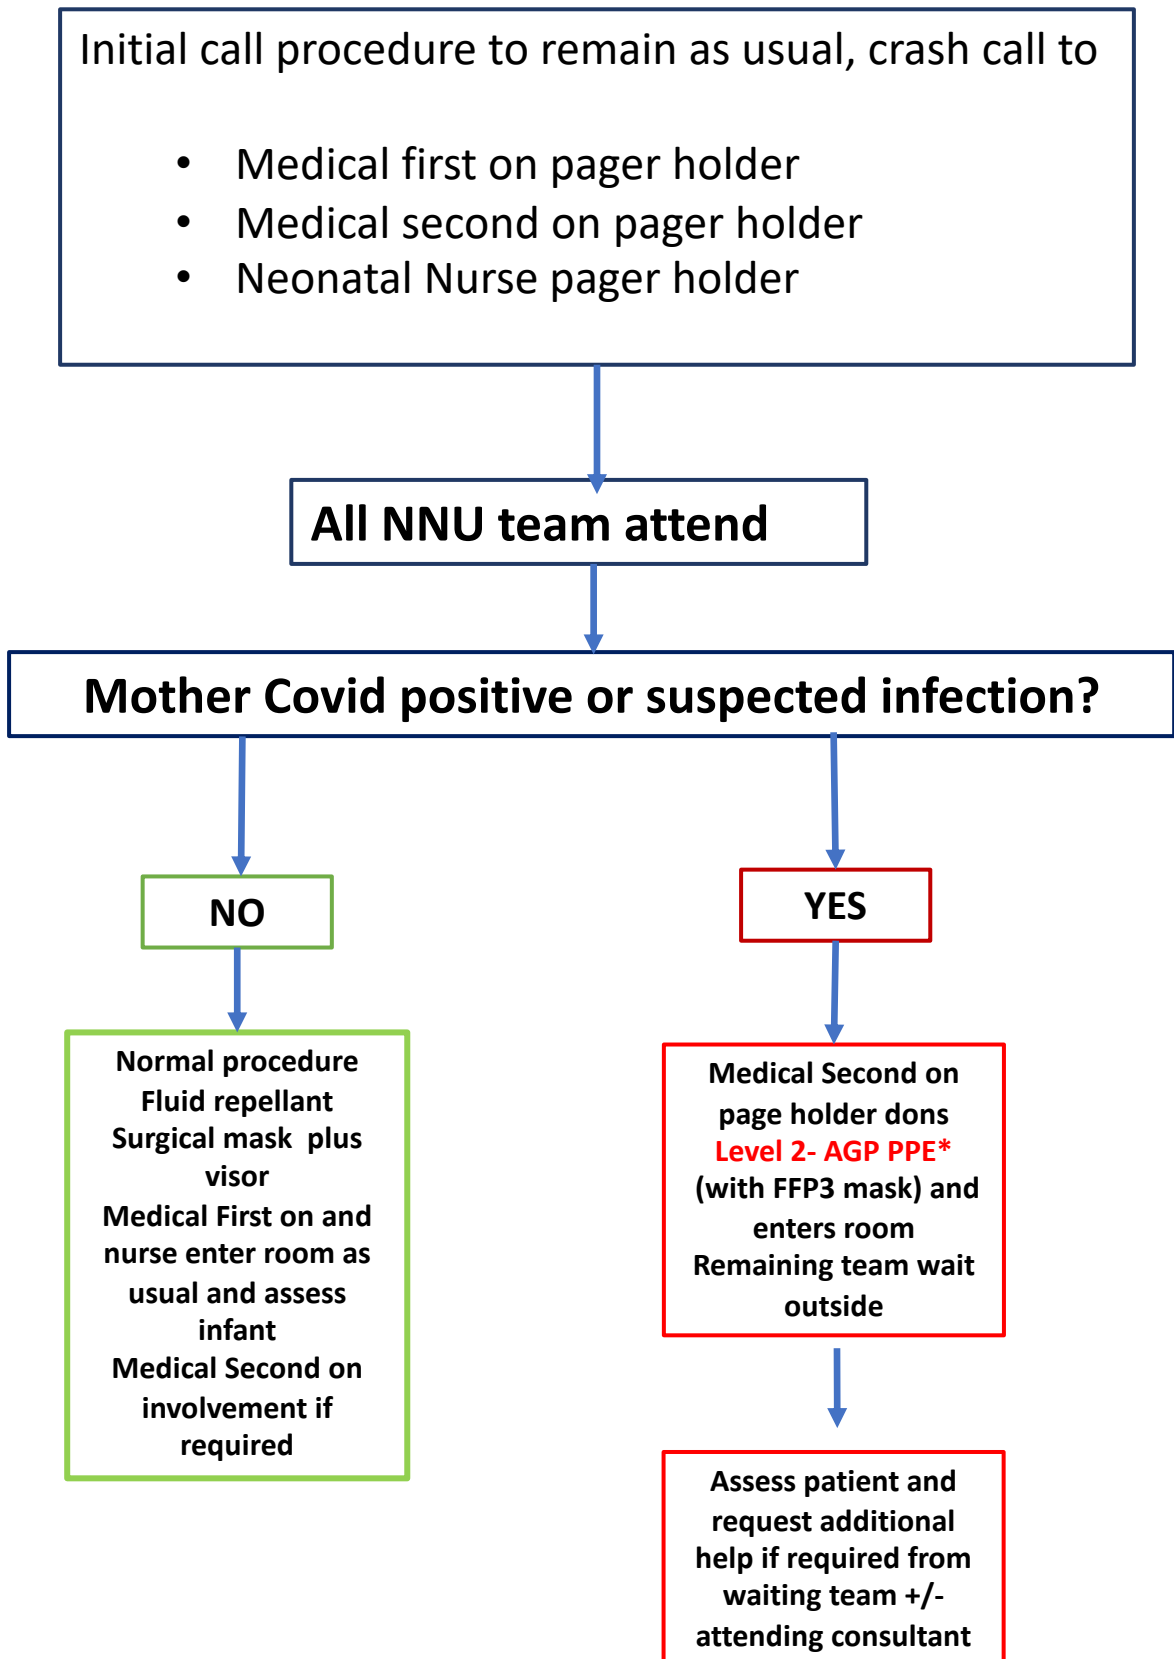 Initial call procedure to remain as usual, crash call to
• Medical first on pager holder
• Medical second on pager holder
• Neonatal Nurse pager holder
All NNU team attend
Mother Covid positive or suspected infection?
NO
YES
Normal procedure
Fluid repellant
Surgical mask plus
visor
Medical First on and
nurse enter room as
usual and assess
infant
Medical Second on
involvement if
required
Medical Second on
page holder dons
Level 2- AGP PPE*
(with FFP3 mask) and
enters room
Remaining team wait
outside
Assess patient and
request additional
help if required from
waiting team +/-
attending consultant